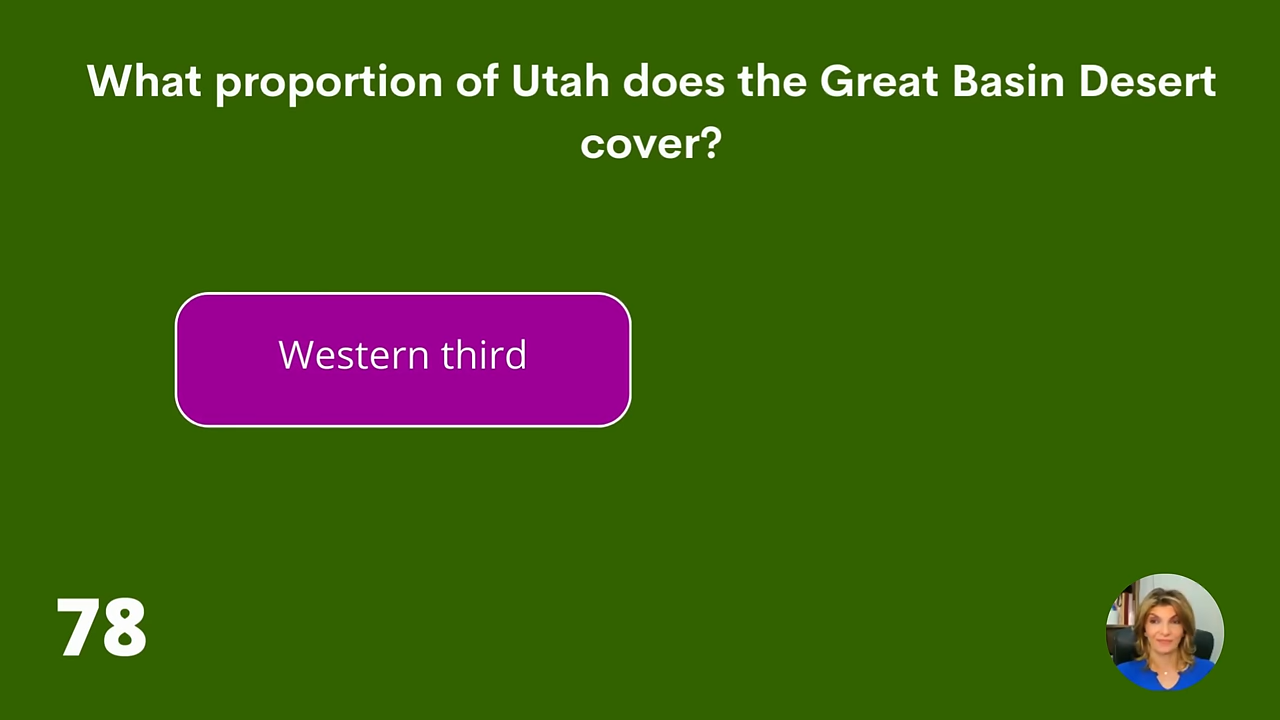 What proportion of Utah does the Great Basin Desert
cover?
Western third
78